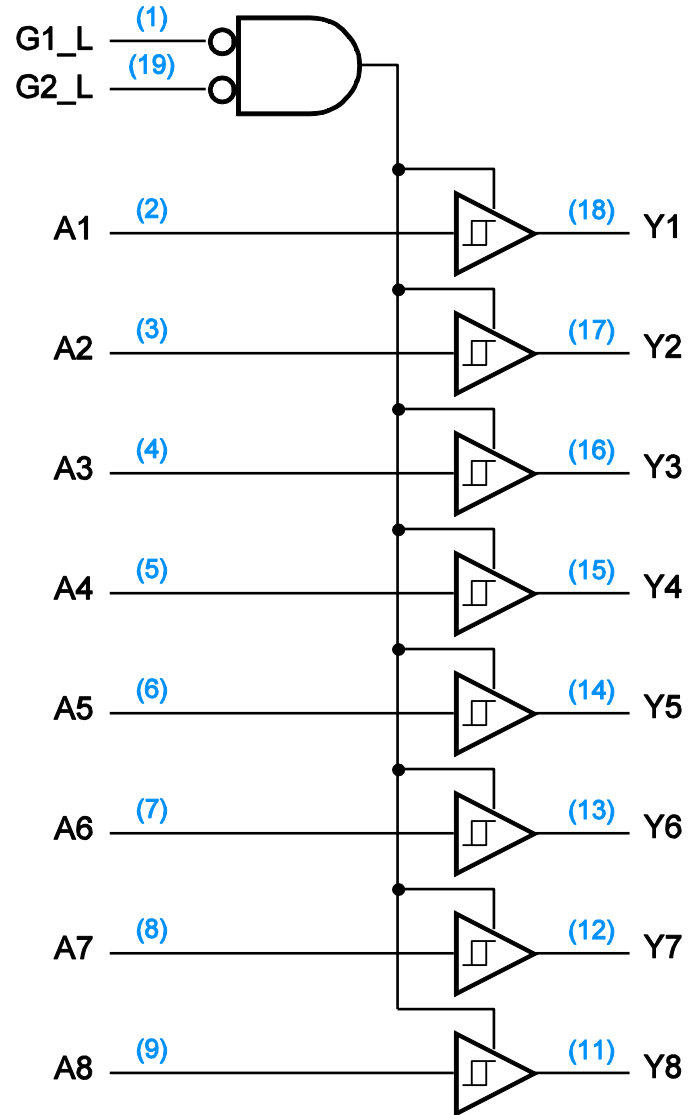 G1_L (1)
G2_L (19)
A1 (2) (18) Y1
A2 (3) (17) Y2
A3 (4) (16) Y3
A4 (5) (15) Y4
A5 (6) (14) Y5
A6 (7) (13) Y6
A7 (8) (12) Y7
A8 (9) (11) Y8